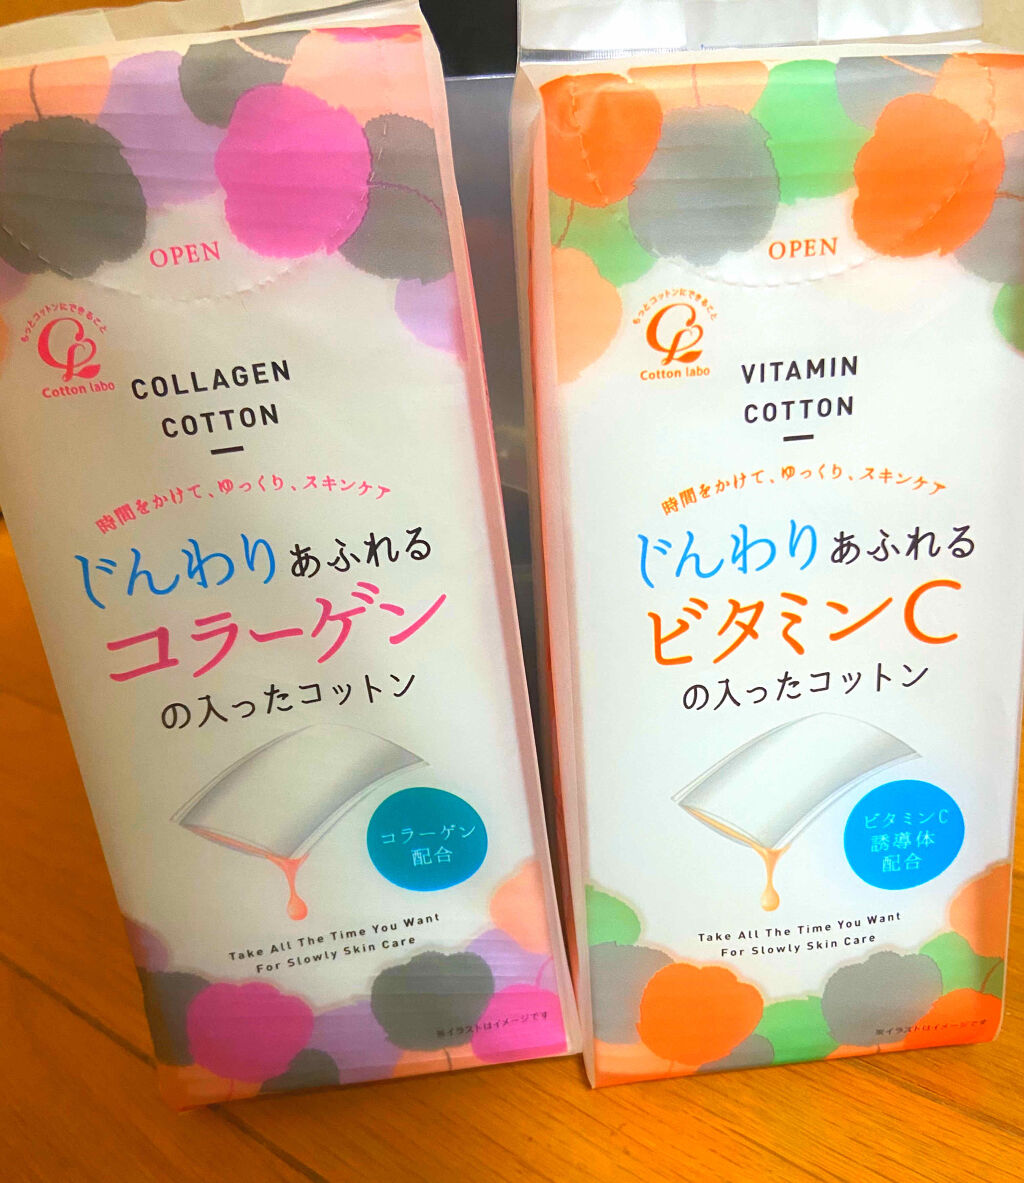 OPEN
もっとコットンにできること
Cotton labo
COLLAGEN
COTTON
時間をかけて、ゆっくり、スキンケア
じんわりあふれる
コラーゲン
の入ったコットン
コラーゲン
配合
Take All The Time You Want
For Slowly Skin Care
※イラストはイメージです
OPEN
もっとコットンにできること
Cotton labo
VITAMIN
COTTON
時間をかけて、ゆっくり、スキンケア
じんわりあふれる
ビタミンC
の入ったコットン
ビタミンC
誘導体
配合
Take All The Time You Want
For Slowly Skin Care
※イラストはイメージです